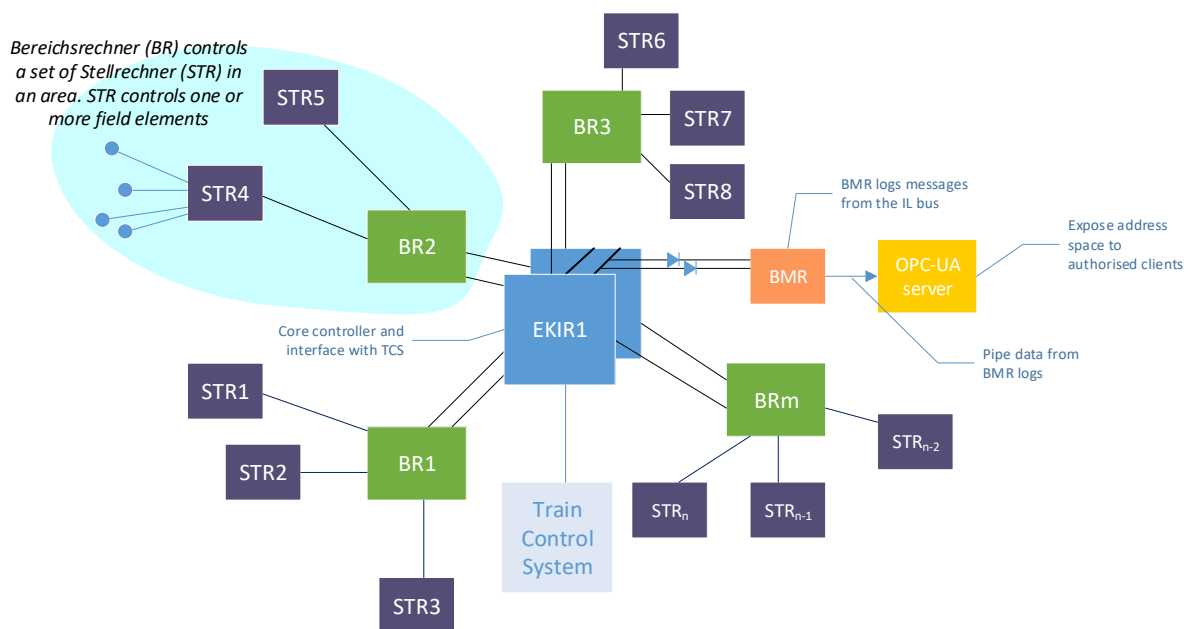 Bereichsrechner (BR) controls
a set of Stellrechner (STR) in
an area. STR controls one or
more field elements
STR5
STR4
BR2
STR6
BR3
STR7
STR8
BMR logs messages
from the IL bus
Expose address
space to
authorised clients
BMR
OPC-UA
server
Pipe data from
BMR logs
Core controller and
interface with TCS
EKIR1
STR1
STR2
BR1
STR3
Train
Control
System
BRm
STRn-2
STRn
STRn-1